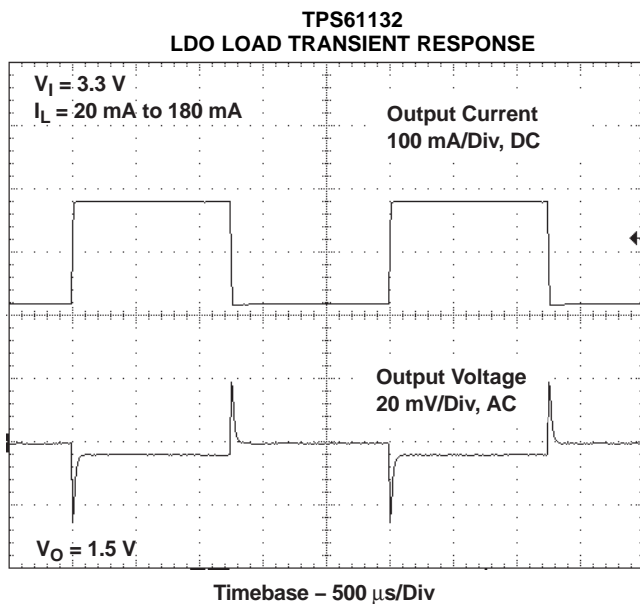 TPS61132
LDO LOAD TRANSIENT RESPONSE
V_I = 3.3 V
I_L = 20 mA to 180 mA
Output Current
100 mA/Div, DC
Output Voltage
20 mV/Div, AC
V_O = 1.5 V
Timebase – 500 μs/Div